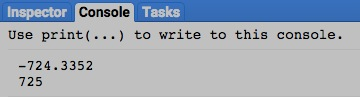 Inspector Console Tasks
Use print(...) to write to this console.
-724.3352
725